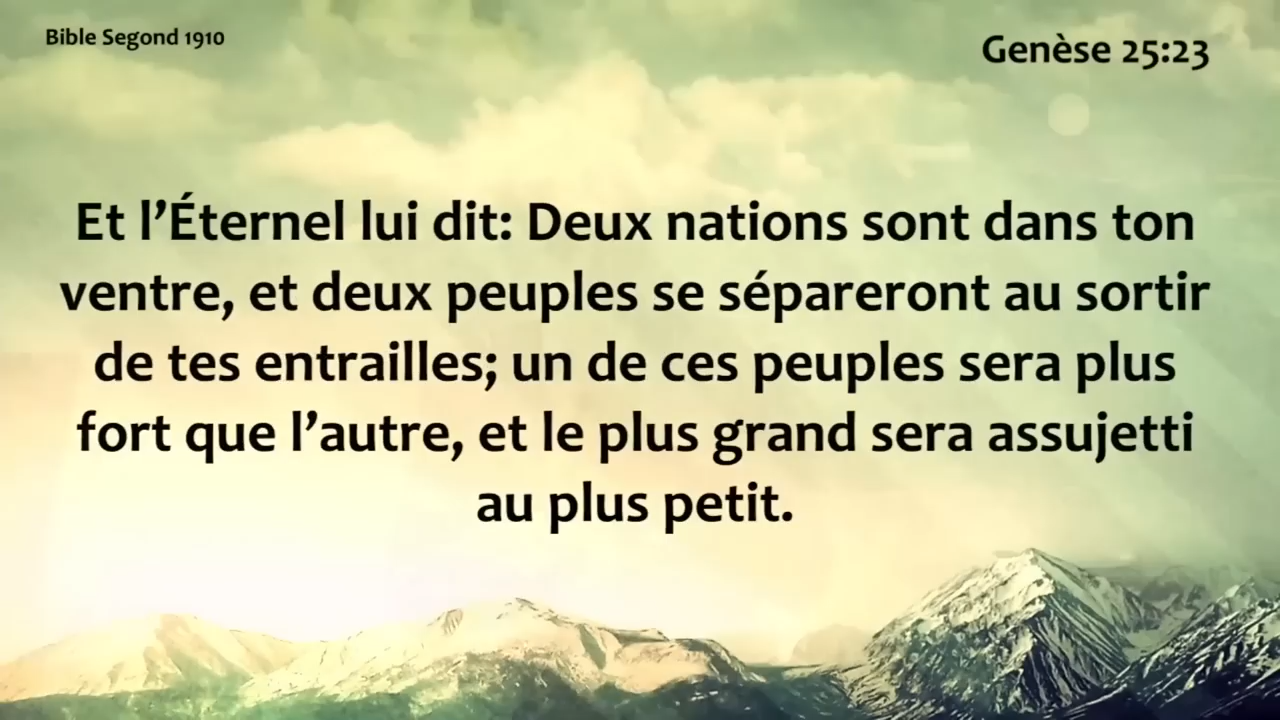 Bible Segond 1910
Genèse 25:23
Et l’Éternel lui dit: Deux nations sont dans ton
ventre, et deux peuples se sépareront au sortir
de tes entrailles; un de ces peuples sera plus
fort que l’autre, et le plus grand sera assujetti
au plus petit.